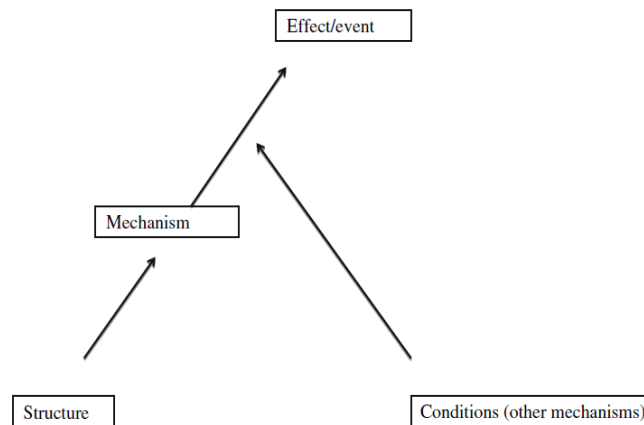 Effect/event
Mechanism
Structure
Conditions (other mechanisms)